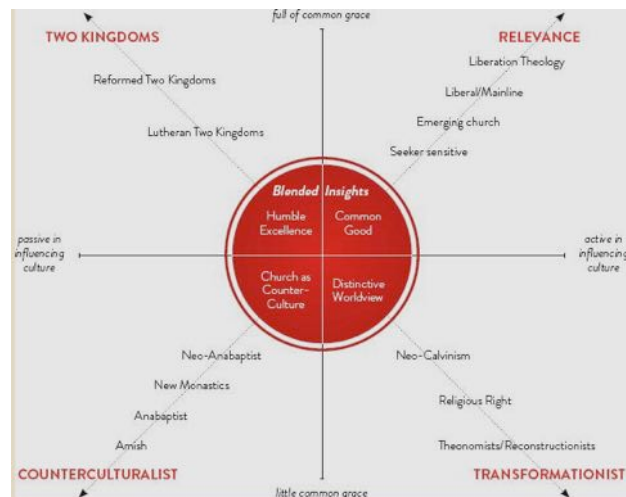 full of common grace
TWO KINGDOMS
RELEVANCE
Reformed Two Kingdoms
Lutheran Two Kingdoms
Liberation Theology
Liberal/Mainline
Emerging church
Seeker sensitive
Blended Insights
Humble
Excellence
Common
Good
Church as
Counter-
Culture
Distinctive
Worldview
passive in
influencing
culture
active in
influencing
culture
Neo-Anabaptist
New Monastics
Anabaptist
Amish
Neo-Calvinism
Religious Right
Theonomists/Reconstructionists
COUNTERCULTURALIST
TRANSFORMATIONIST
little common grace